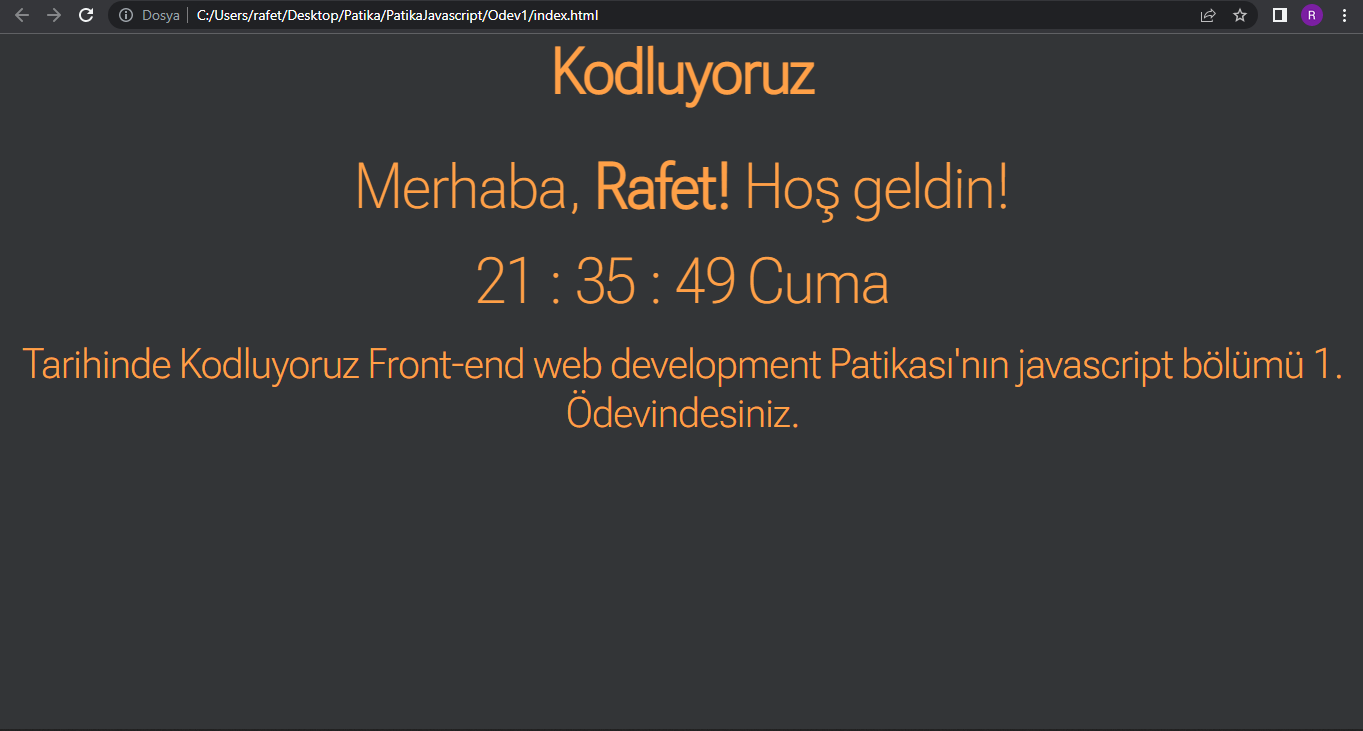 Dosya C:/Users/rafet/Desktop/Patika/PatikaJavascript/Odev1/index.html R
Kodluyoruz
Merhaba, Rafet! Hoş geldin!
21 : 35 : 49 Cuma
Tarihinde Kodluyoruz Front-end web development Patikası'nın javascript bölümü 1.
Ödevindesiniz.